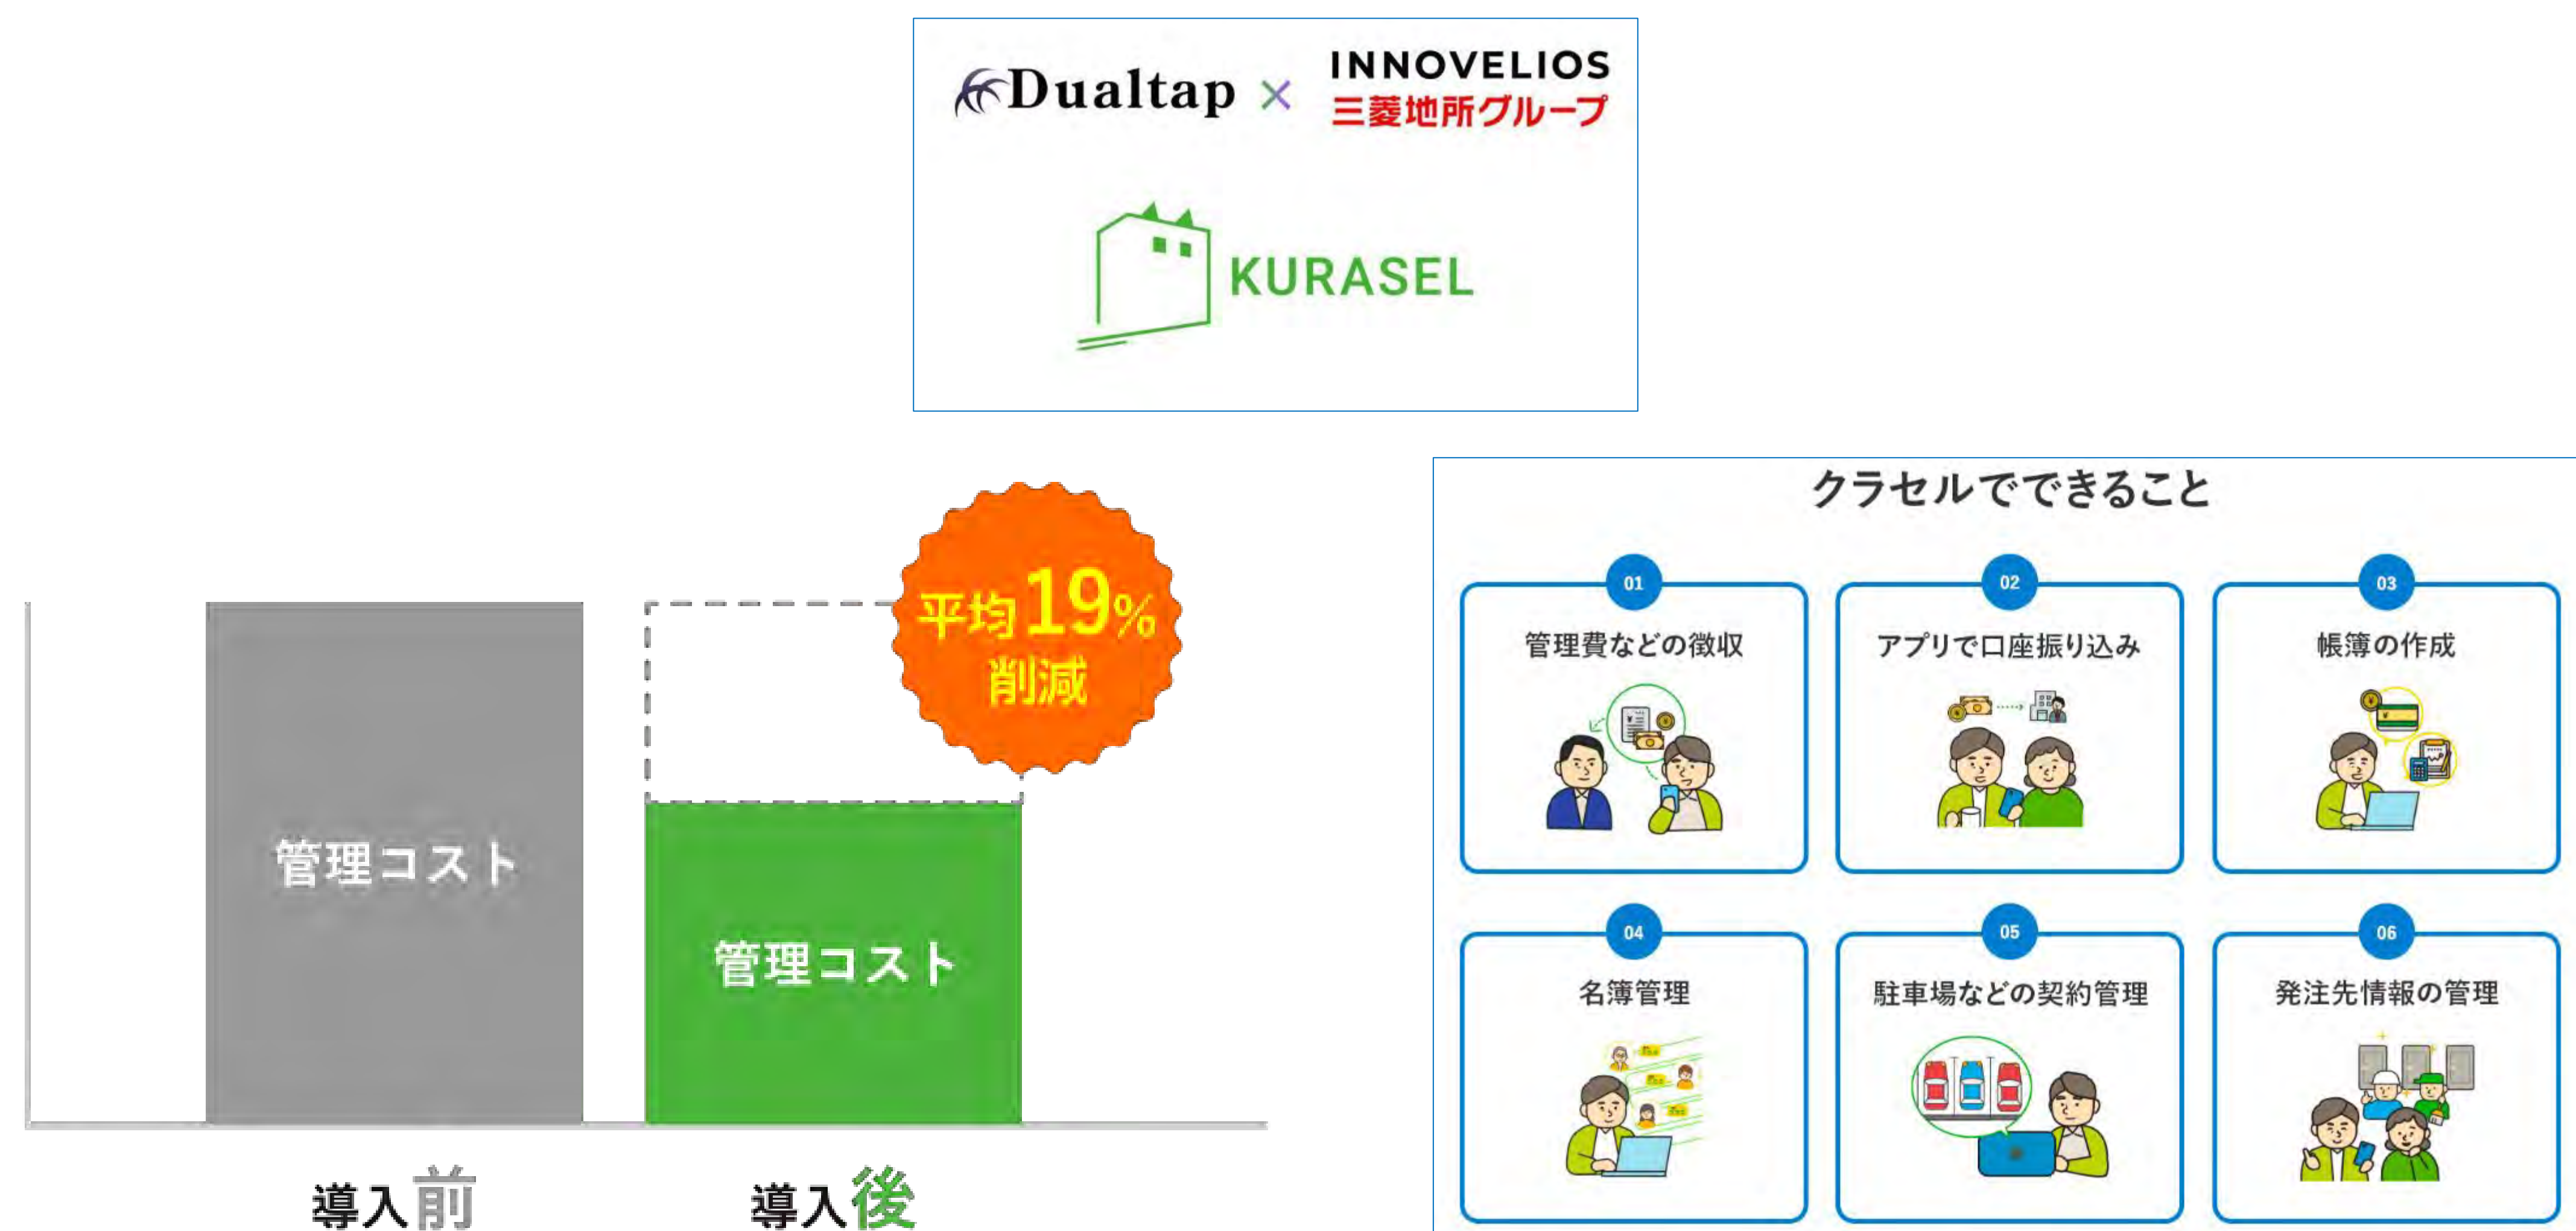 Dualtap × INNOVELIOS
三菱地所グループ
KURASEL
平均19%
削減
管理コスト
管理コスト
導入前
導入後
クラセルでできること
01
管理費などの徴収
02
アプリで口座振り込み
03
帳簿の作成
04
名簿管理
05
駐車場などの契約管理
06
発注先情報の管理